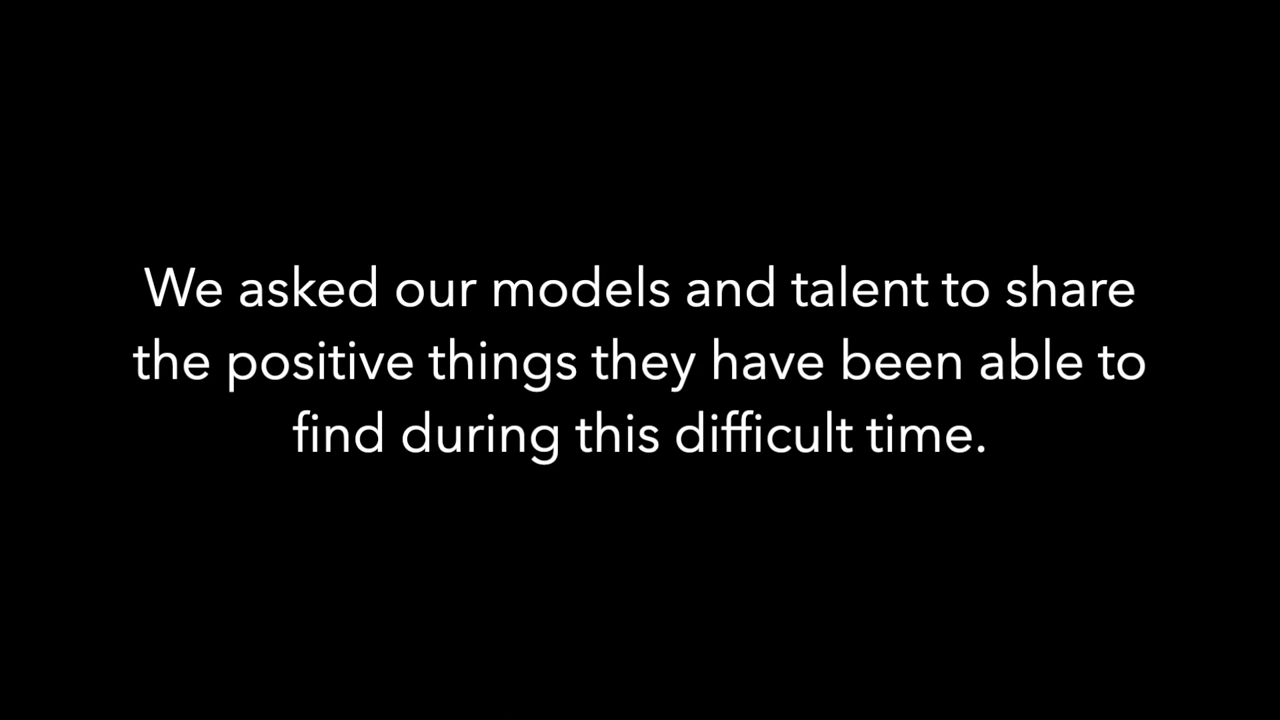 We asked our models and talent to share
the positive things they have been able to
find during this difficult time.